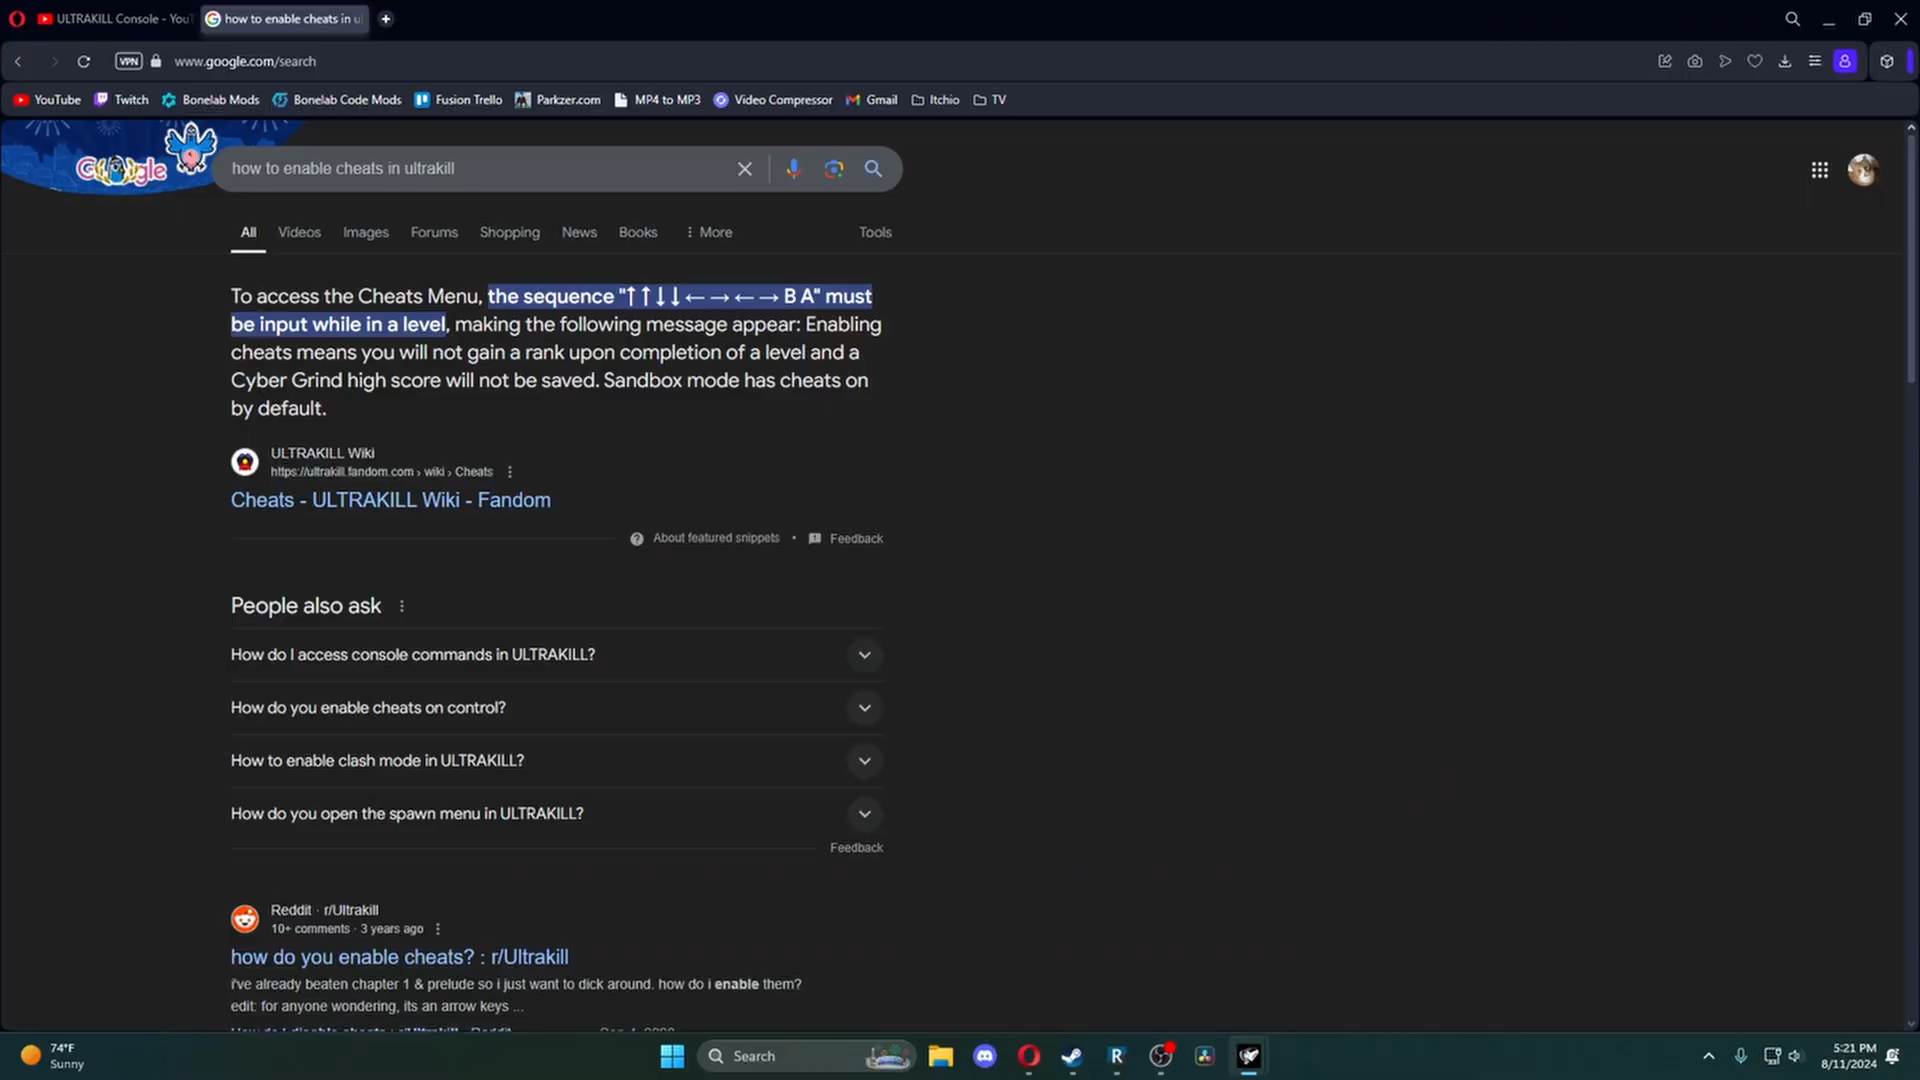 ULTRAKILL Console - You
how to enable cheats in ul
VPN
www.google.com/search
YouTube
Twitch
Bonelab Mods
Bonelab Code Mods
Fusion Trello
Parkzer.com
MP4 to MP3
Video Compressor
Gmail
Itchio
TV
Google
how to enable cheats in ultrakill
All
Videos
Images
Forums
Shopping
News
Books
More
Tools
To access the Cheats Menu, the sequence "↑↑↓↓←→←→ B A" must
be input while in a level, making the following message appear: Enabling
cheats means you will not gain a rank upon completion of a level and a
Cyber Grind high score will not be saved. Sandbox mode has cheats on
by default.
ULTRAKILL Wiki
https://ultrakill.fandom.com › wiki › Cheats
Cheats - ULTRAKILL Wiki - Fandom
About featured snippets • Feedback
People also ask
How do I access console commands in ULTRAKILL?
How do you enable cheats on control?
How to enable clash mode in ULTRAKILL?
How do you open the spawn menu in ULTRAKILL?
Feedback
Reddit · r/Ultrakill
10+ comments · 3 years ago
how do you enable cheats? : r/Ultrakill
i've already beaten chapter 1 & prelude so i just want to dick around. how do i enable them?
edit: for anyone wondering, its an arrow keys ...
74°F
Sunny
Search
R
5:21 PM
8/11/2024